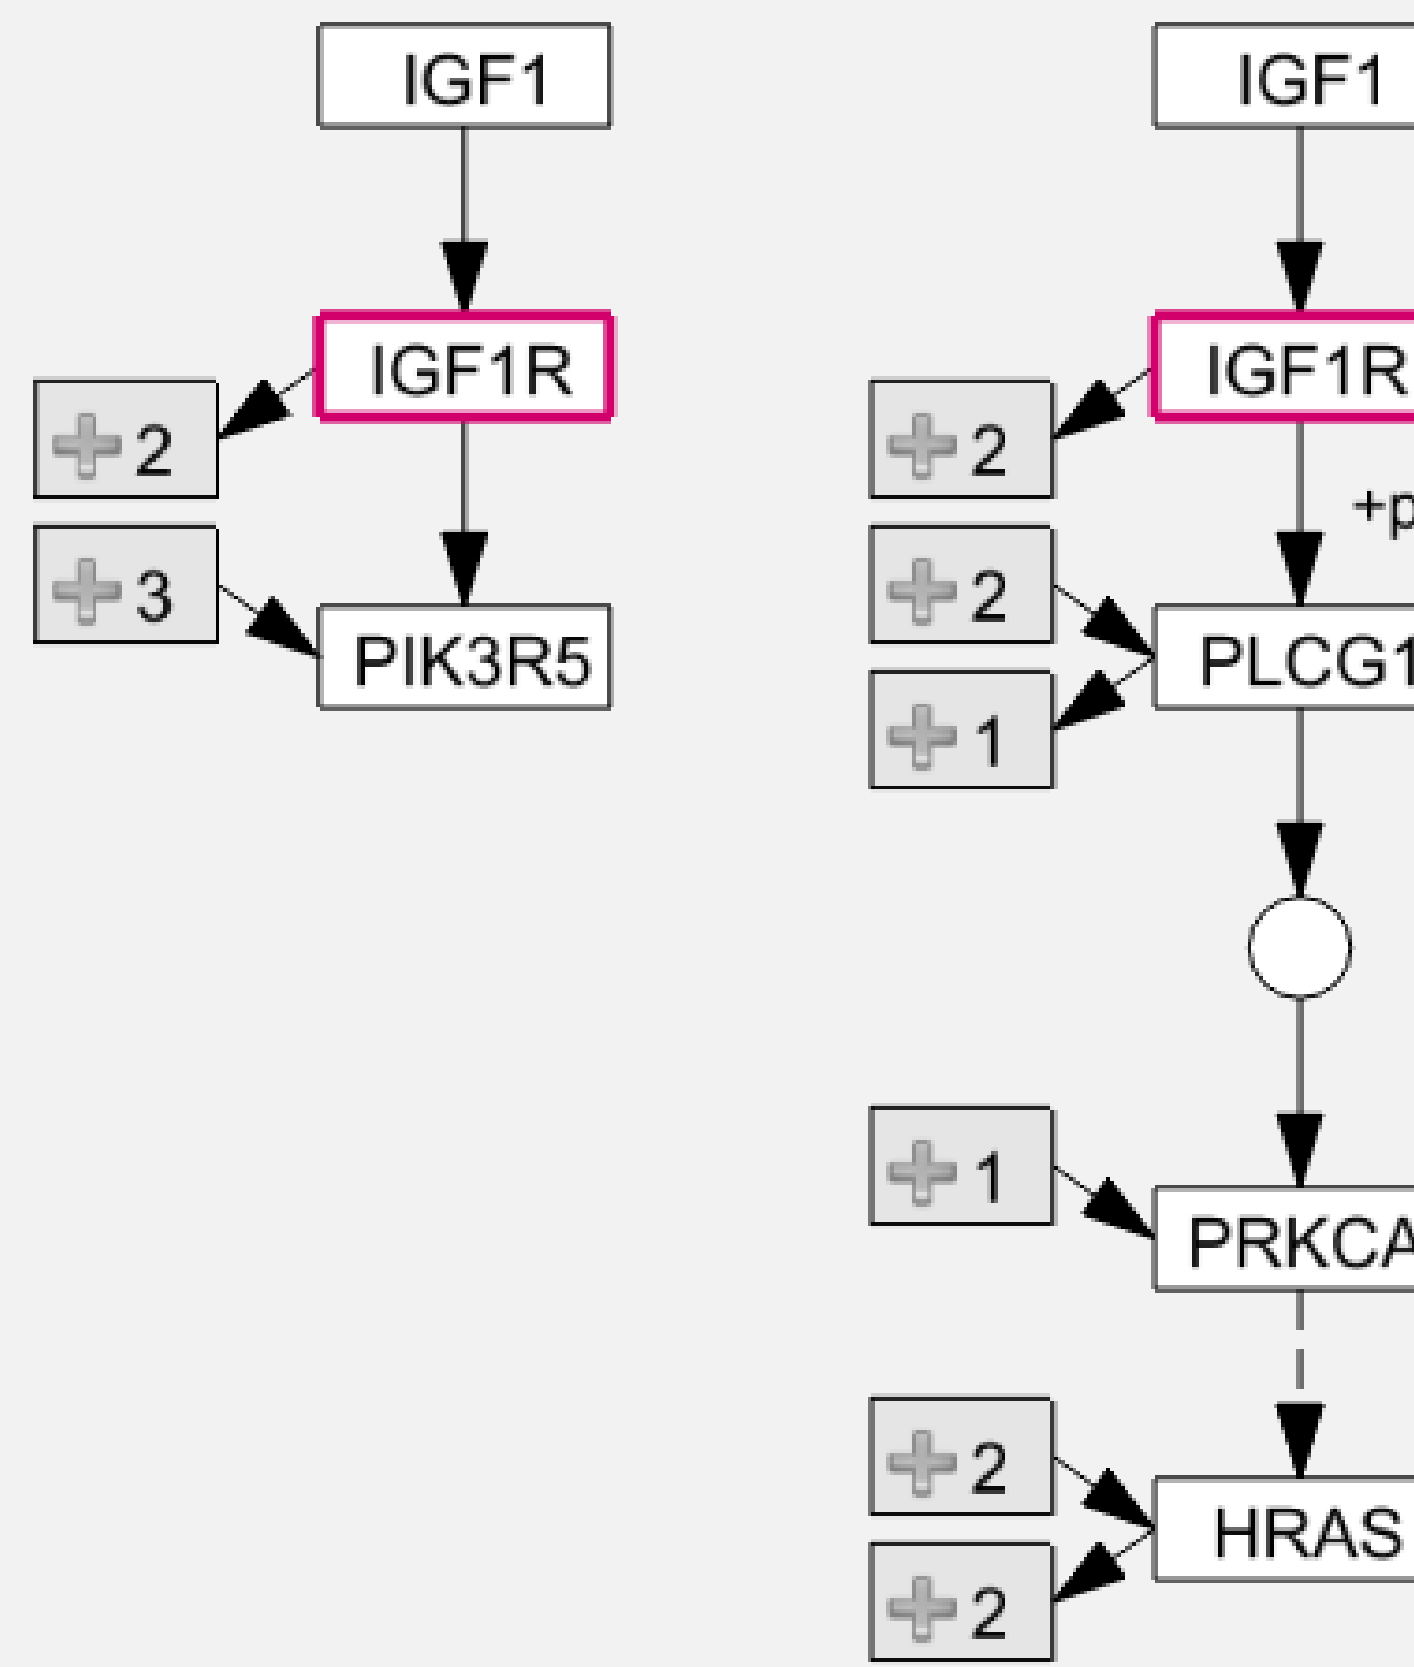 IGF1
IGF1R
+ 2
+ 3
PIK3R5
IGF1
IGF1R
+ 2
+p
+ 2
PLCG1
+ 1
+ 1
PRKCA
+ 2
HRAS
+ 2